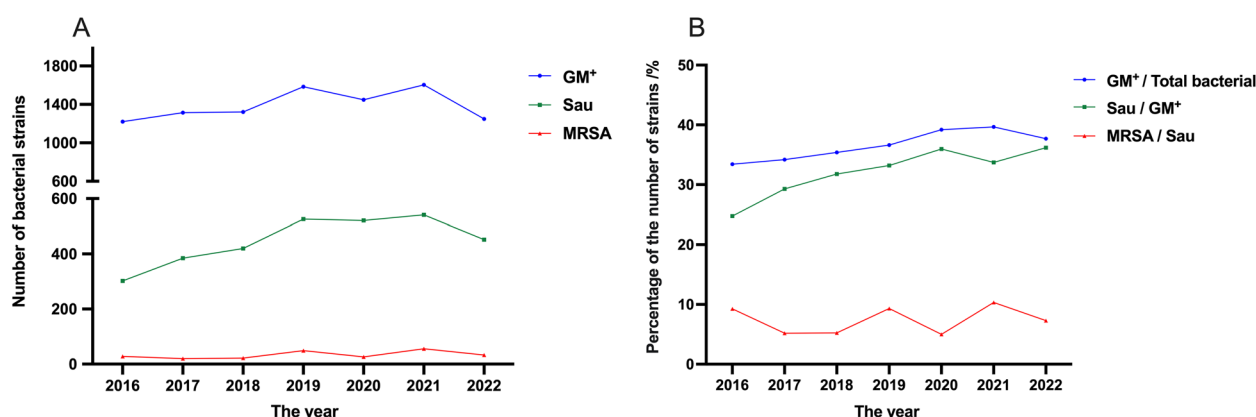 A
Number of bacterial strains
1800
1400
1000
600
600
400
200
0
2016 2017 2018 2019 2020 2021 2022
The year
GM⁺
Sau
MRSA
B
Percentage of the number of strains /%
50
40
30
20
10
0
2016 2017 2018 2019 2020 2021 2022
The year
GM⁺ / Total bacterial
Sau / GM⁺
MRSA / Sau